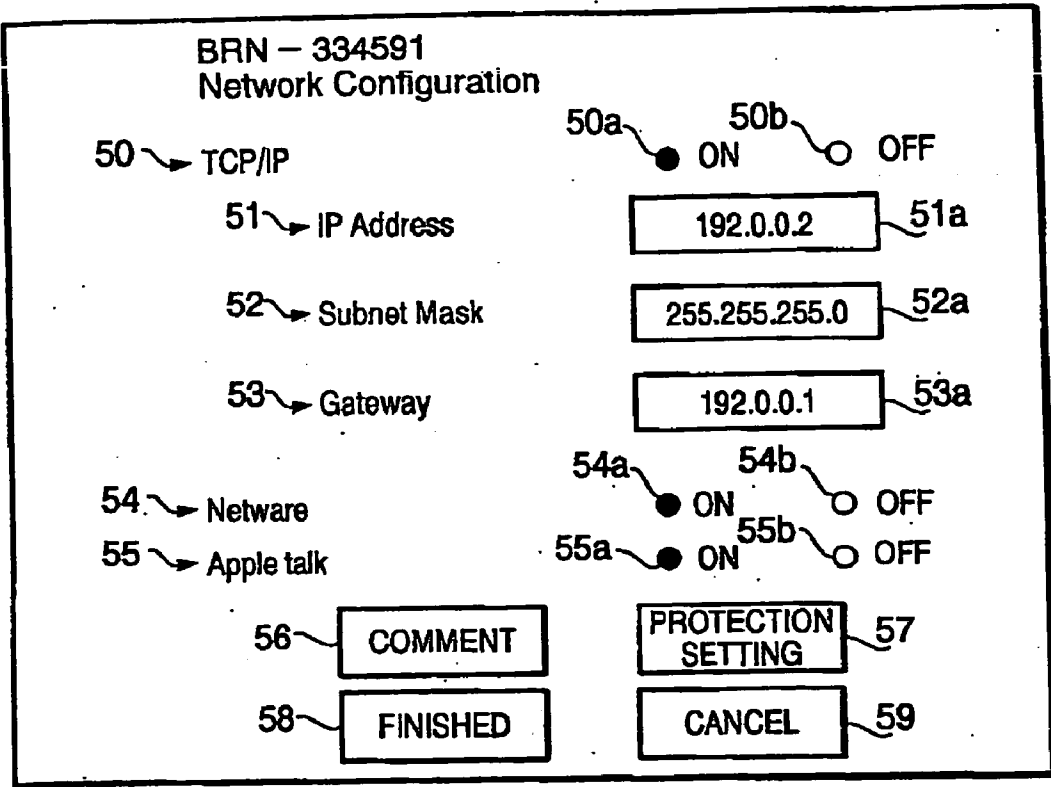 BRN – 334591
Network Configuration
50a 50b
50 TCP/IP ON OFF
51 IP Address 192.0.0.2 51a
52 Subnet Mask 255.255.255.0 52a
53 Gateway 192.0.0.1 53a
54a 54b
54 Netware ON OFF
55a 55b
55 Apple talk ON OFF
56 COMMENT PROTECTION SETTING 57
58 FINISHED CANCEL 59